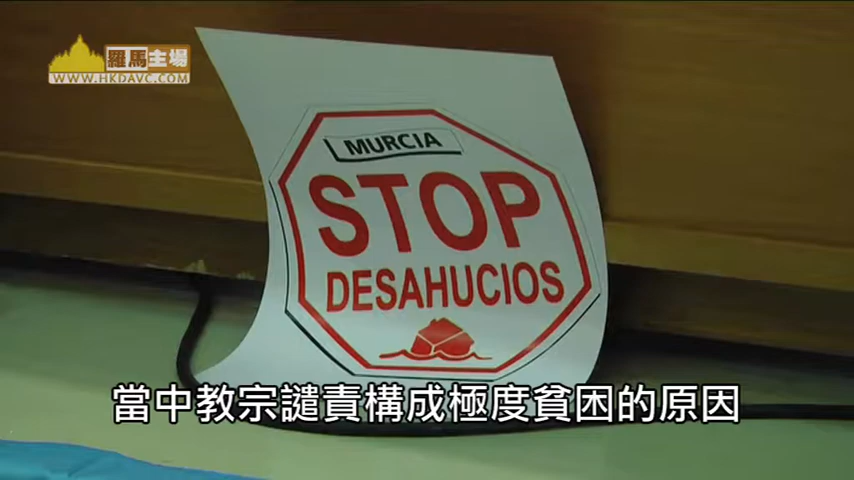 羅馬主場
WWW.HKDAVC.COM
MURCIA
STOP
DESAHUCIOS
當中教宗譴責構成極度貧困的原因